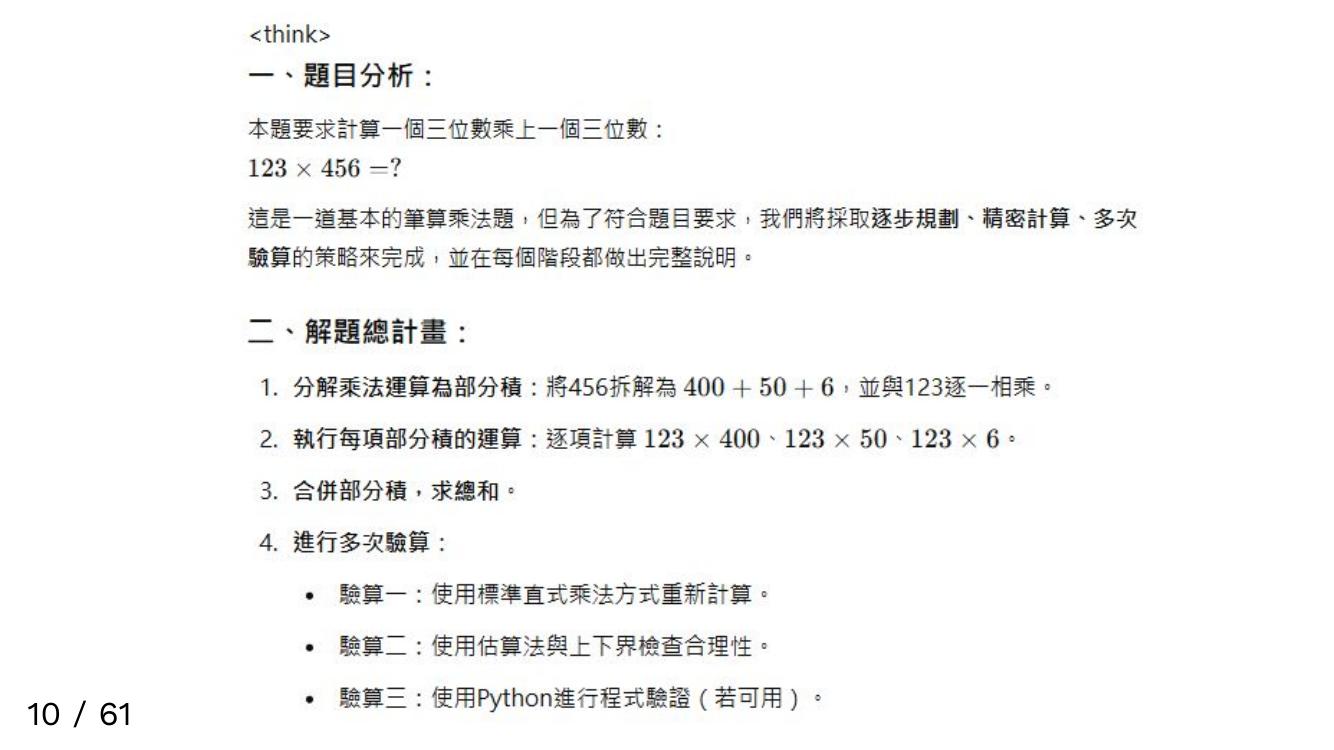 <think>
一、題目分析：
本題要求計算一個三位數乘上一個三位數：
123 × 456 =?
這是一道基本的筆算乘法題，但為了符合題目要求，我們將採取逐步規劃、精密計算、多次
驗算的策略來完成，並在每個階段都做出完整說明。
二、解題總計畫：
1. 分解乘法運算為部分積：將456拆解為 400 + 50 + 6，並與123逐一相乘。
2. 執行每項部分積的運算：逐項計算 123 × 400、123 × 50、123 × 6。
3. 合併部分積，求總和。
4. 進行多次驗算：
• 驗算一：使用標準直式乘法方式重新計算。
• 驗算二：使用估算法與上下界檢查合理性。
• 驗算三：使用Python進行程式驗證（若可用）。
10 / 61